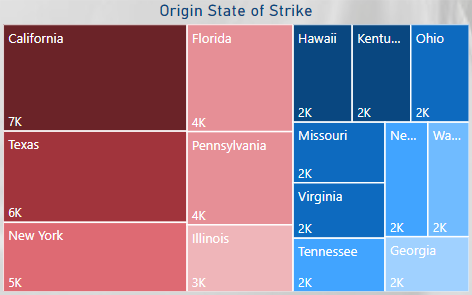 Origin State of Strike
California
7K
Texas
6K
New York
5K
Florida
4K
Pennsylvania
4K
Illinois
3K
Hawaii
2K
Kentu...
2K
Ohio
2K
Missouri
2K
Virginia
2K
Tennessee
2K
Ne...
2K
Wa...
2K
Georgia
2K